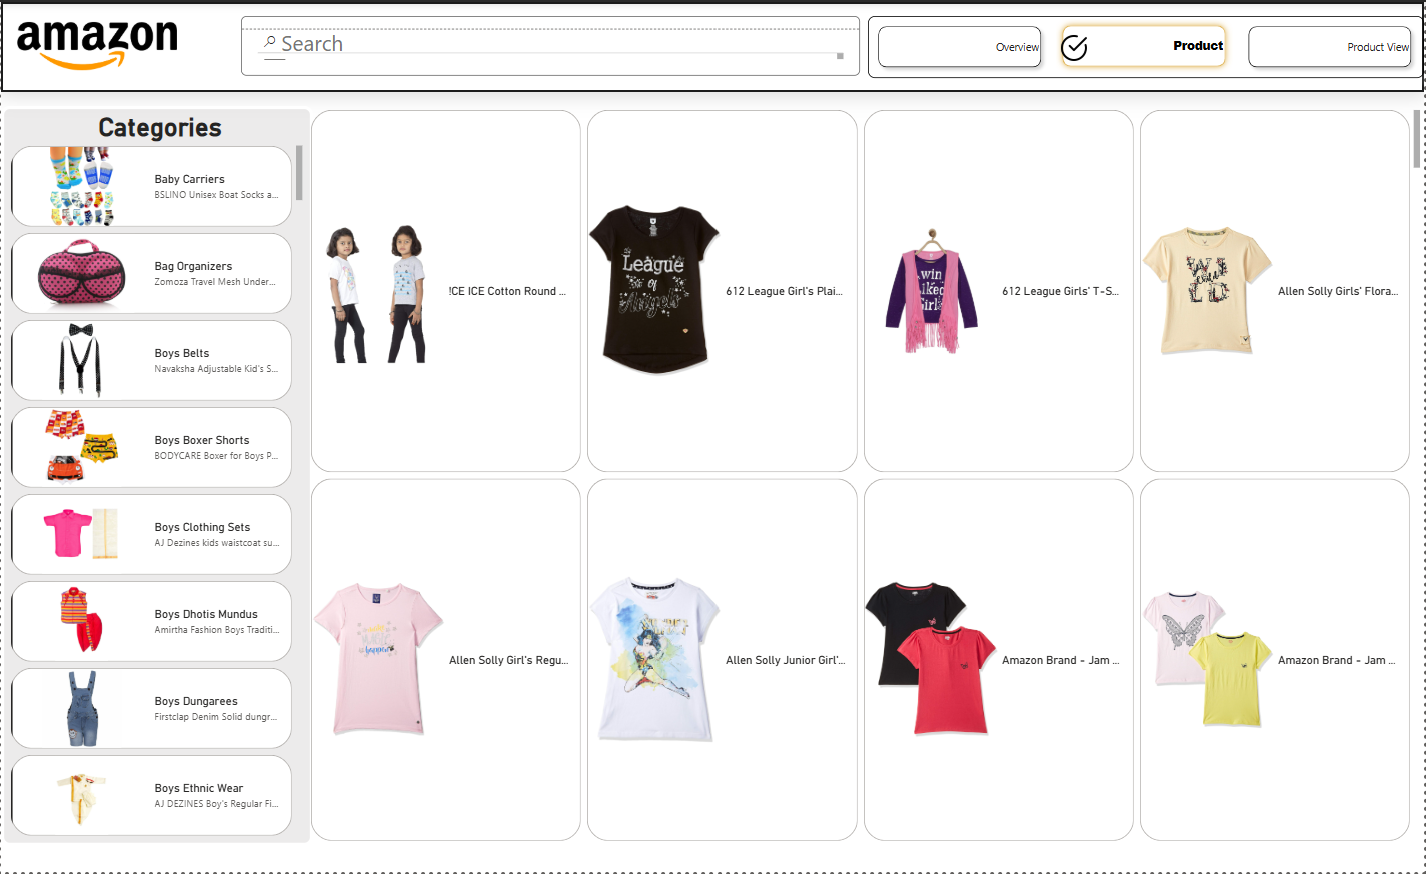 amazon
Search
Overview
Product
Product View
Categories
Baby Carriers
BSLINO Unisex Boat Socks a...
Bag Organizers
Zomoza Travel Mesh Under...
Boys Belts
Navaksha Adjustable Kid's S...
Boys Boxer Shorts
BODYCARE Boxer for Boys P...
Boys Clothing Sets
AJ Dezines kids waistcoat su...
Boys Dhotis Mundus
Amirtha Fashion Boys Traditi...
Boys Dungarees
Firstclap Denim Solid dungr...
Boys Ethnic Wear
AJ DEZINES Boy's Regular Fi...
!CE ICE Cotton Round ...
League
of
Angels
612 League Girl's Plai...
win
Liked
Girls
612 League Girls' T-S...
WILD
Allen Solly Girls' Flora...
happen
Allen Solly Girl's Regu...
Allen Solly Junior Girl'...
Amazon Brand - Jam ...
Amazon Brand - Jam ...